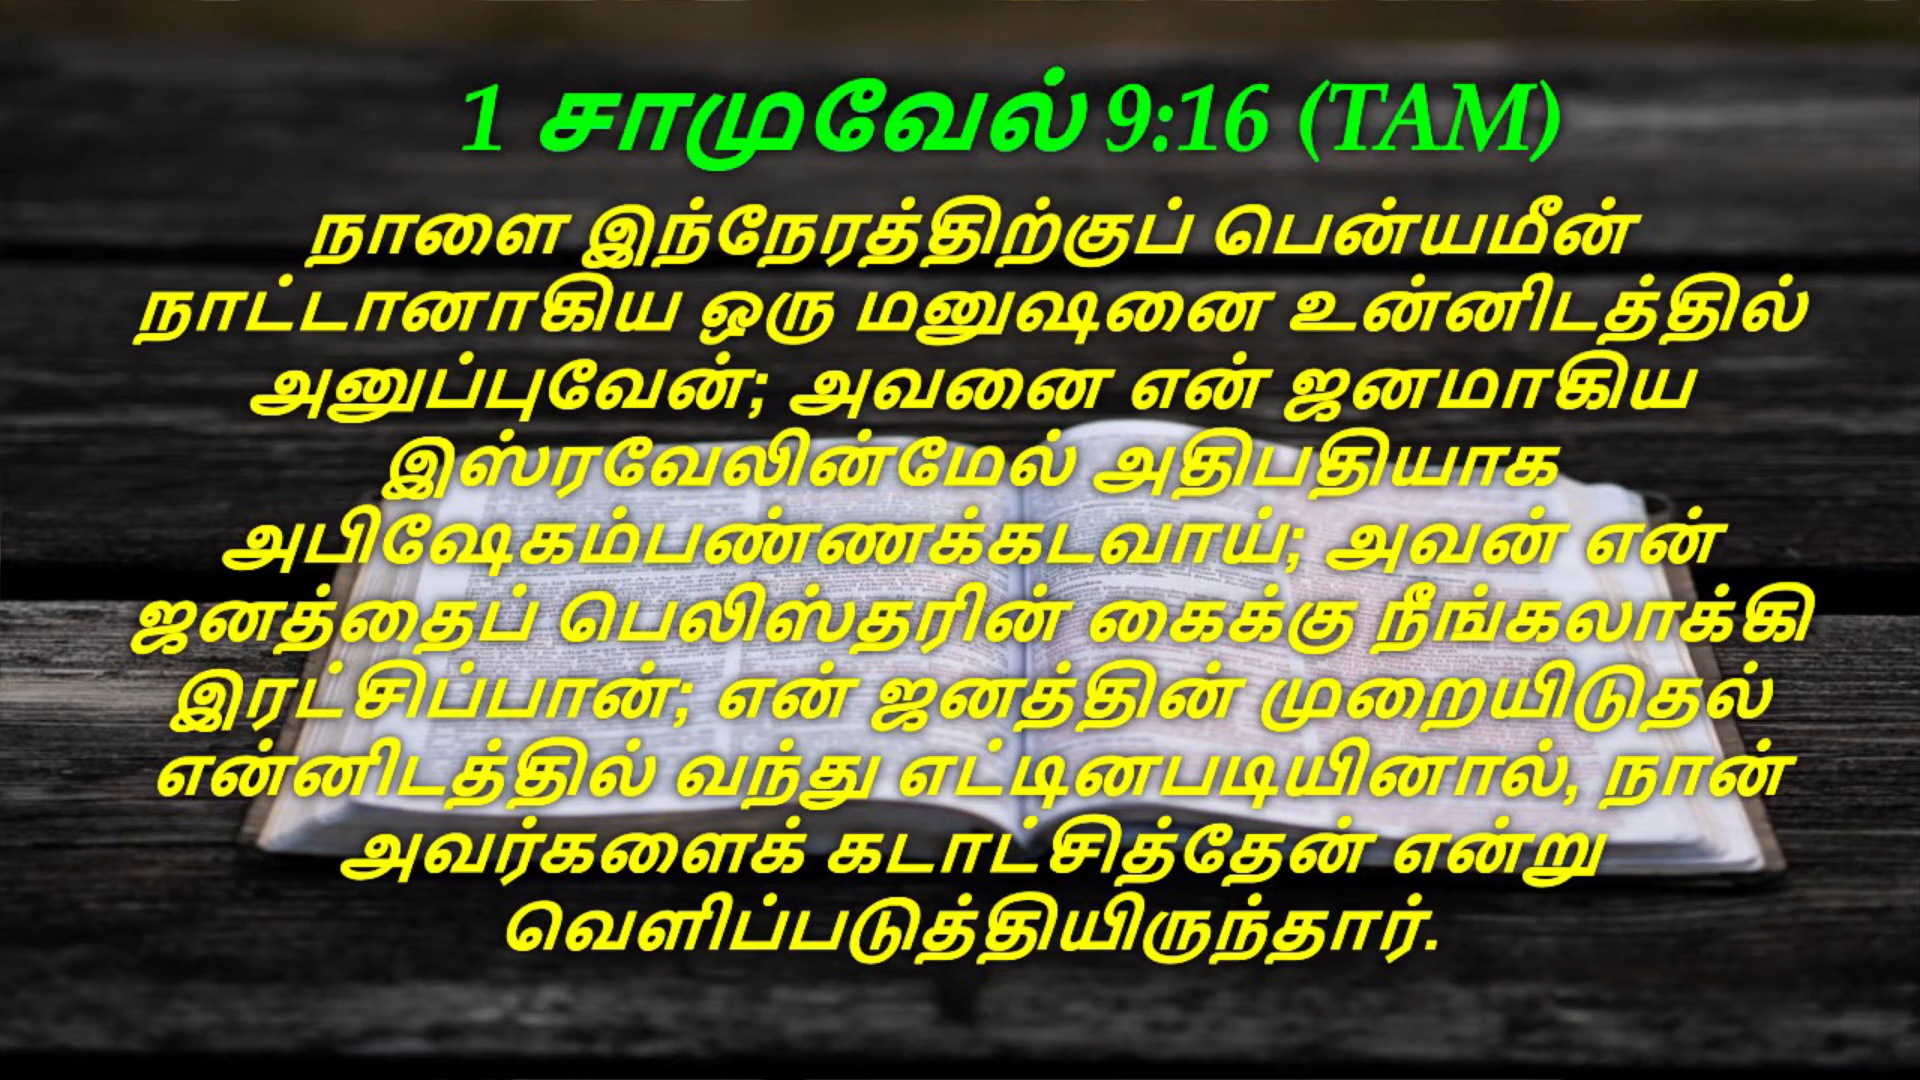 1 சாமுவேல் 9:16 (TAM)
நாளை இந்நேரத்திற்குப் பென்யமீன்
நாட்டானாகிய ஒரு மனுஷனை உன்னிடத்தில்
அனுப்புவேன்; அவனை என் ஜனமாகிய
இஸ்ரவேலின்மேல் அதிபதியாக
அபிஷேகம்பண்ணக்கடவாய்; அவன் என்
ஜனத்தைப் பெலிஸ்தரின் கைக்கு நீங்கலாக்கி
இரட்சிப்பான்; என் ஜனத்தின் முறையிடுதல்
என்னிடத்தில் வந்து எட்டினபடியினால், நான்
அவர்களைக் கடாட்சித்தேன் என்று
வெளிப்படுத்தியிருந்தார்.